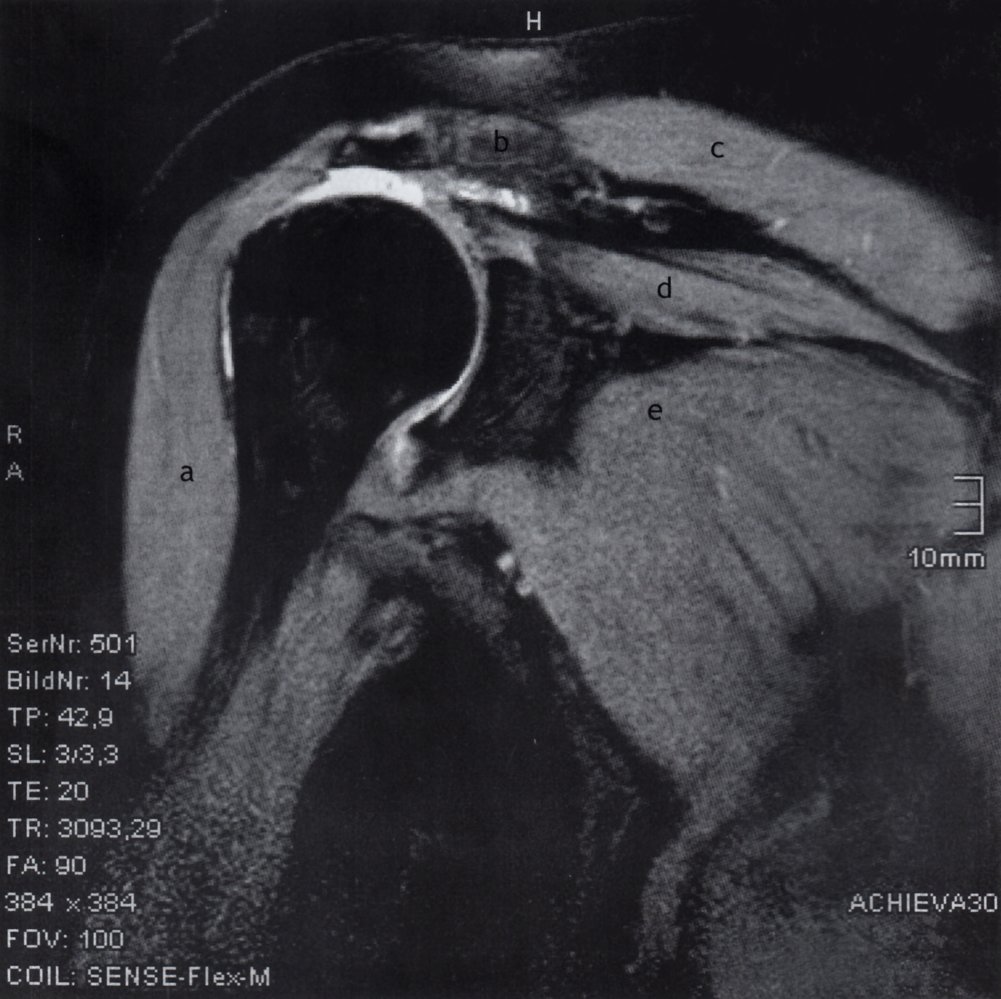 H
b
c
d
e
R
A
a
10mm
SerNr: 501
BildNr: 14
TP: 42,9
SL: 3/3,3
TE: 20
TR: 3093,29
FA: 90
384 x 384
FOV: 100
COIL: SENSE-Flex-M
ACHIEVA30